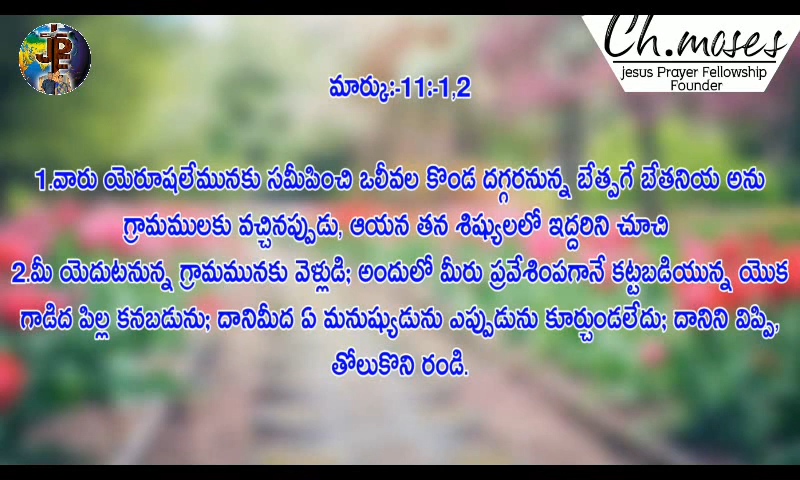 JPF
Ch.moses
Jesus Prayer Fellowship
Founder
మార్కు:-11:-1,2
1.వారు యెరూషలేమునకు సమీపించి ఒలీవల కొండ దగ్గరనున్న బేత్పగే బేతనియ అను
గ్రామములకు వచ్చినప్పుడు, ఆయన తన శిష్యులలో ఇద్దరిని చూచి
2.మీ యెదుటనున్న గ్రామమునకు వెళ్లుడి; అందులో మీరు ప్రవేశింపగానే కట్టబడియున్న యొక
గాడిద పిల్ల కనబడును; దానిమీద ఏ మనుష్యుడును ఎప్పుడును కూర్చుండలేదు; దానిని విప్పి,
తోలుకొని రండి.